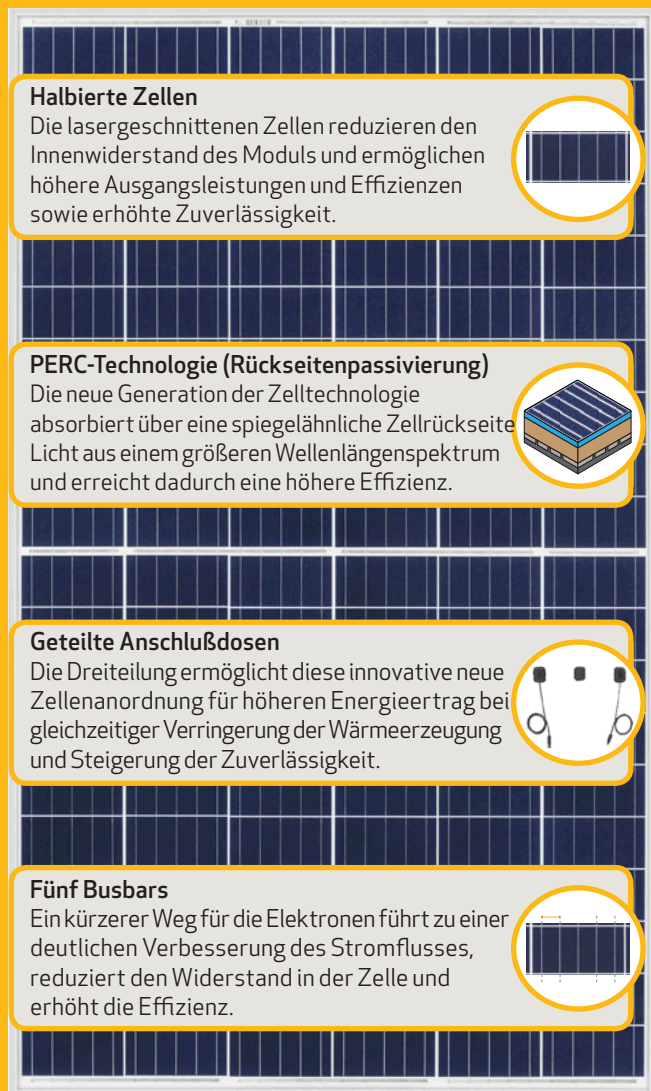 Halbierte Zellen
Die lasergeschnittenen Zellen reduzieren den
Innenwiderstand des Moduls und ermöglichen
höhere Ausgangsleistungen und Effizienzen
sowie erhöhte Zuverlässigkeit.
PERC-Technologie (Rückseitenpassivierung)
Die neue Generation der Zelltechnologie
absorbiert über eine spiegelähnliche Zellrückseite
Licht aus einem größeren Wellenlängenspektrum
und erreicht dadurch eine höhere Effizienz.
Geteilte Anschlußdosen
Die Dreiteilung ermöglicht diese innovative neue
Zellenanordnung für höheren Energieertrag bei
gleichzeitiger Verringerung der Wärmeerzeugung
und Steigerung der Zuverlässigkeit.
Fünf Busbars
Ein kürzerer Weg für die Elektronen führt zu einer
deutlichen Verbesserung des Stromflusses,
reduziert den Widerstand in der Zelle und
erhöht die Effizienz.